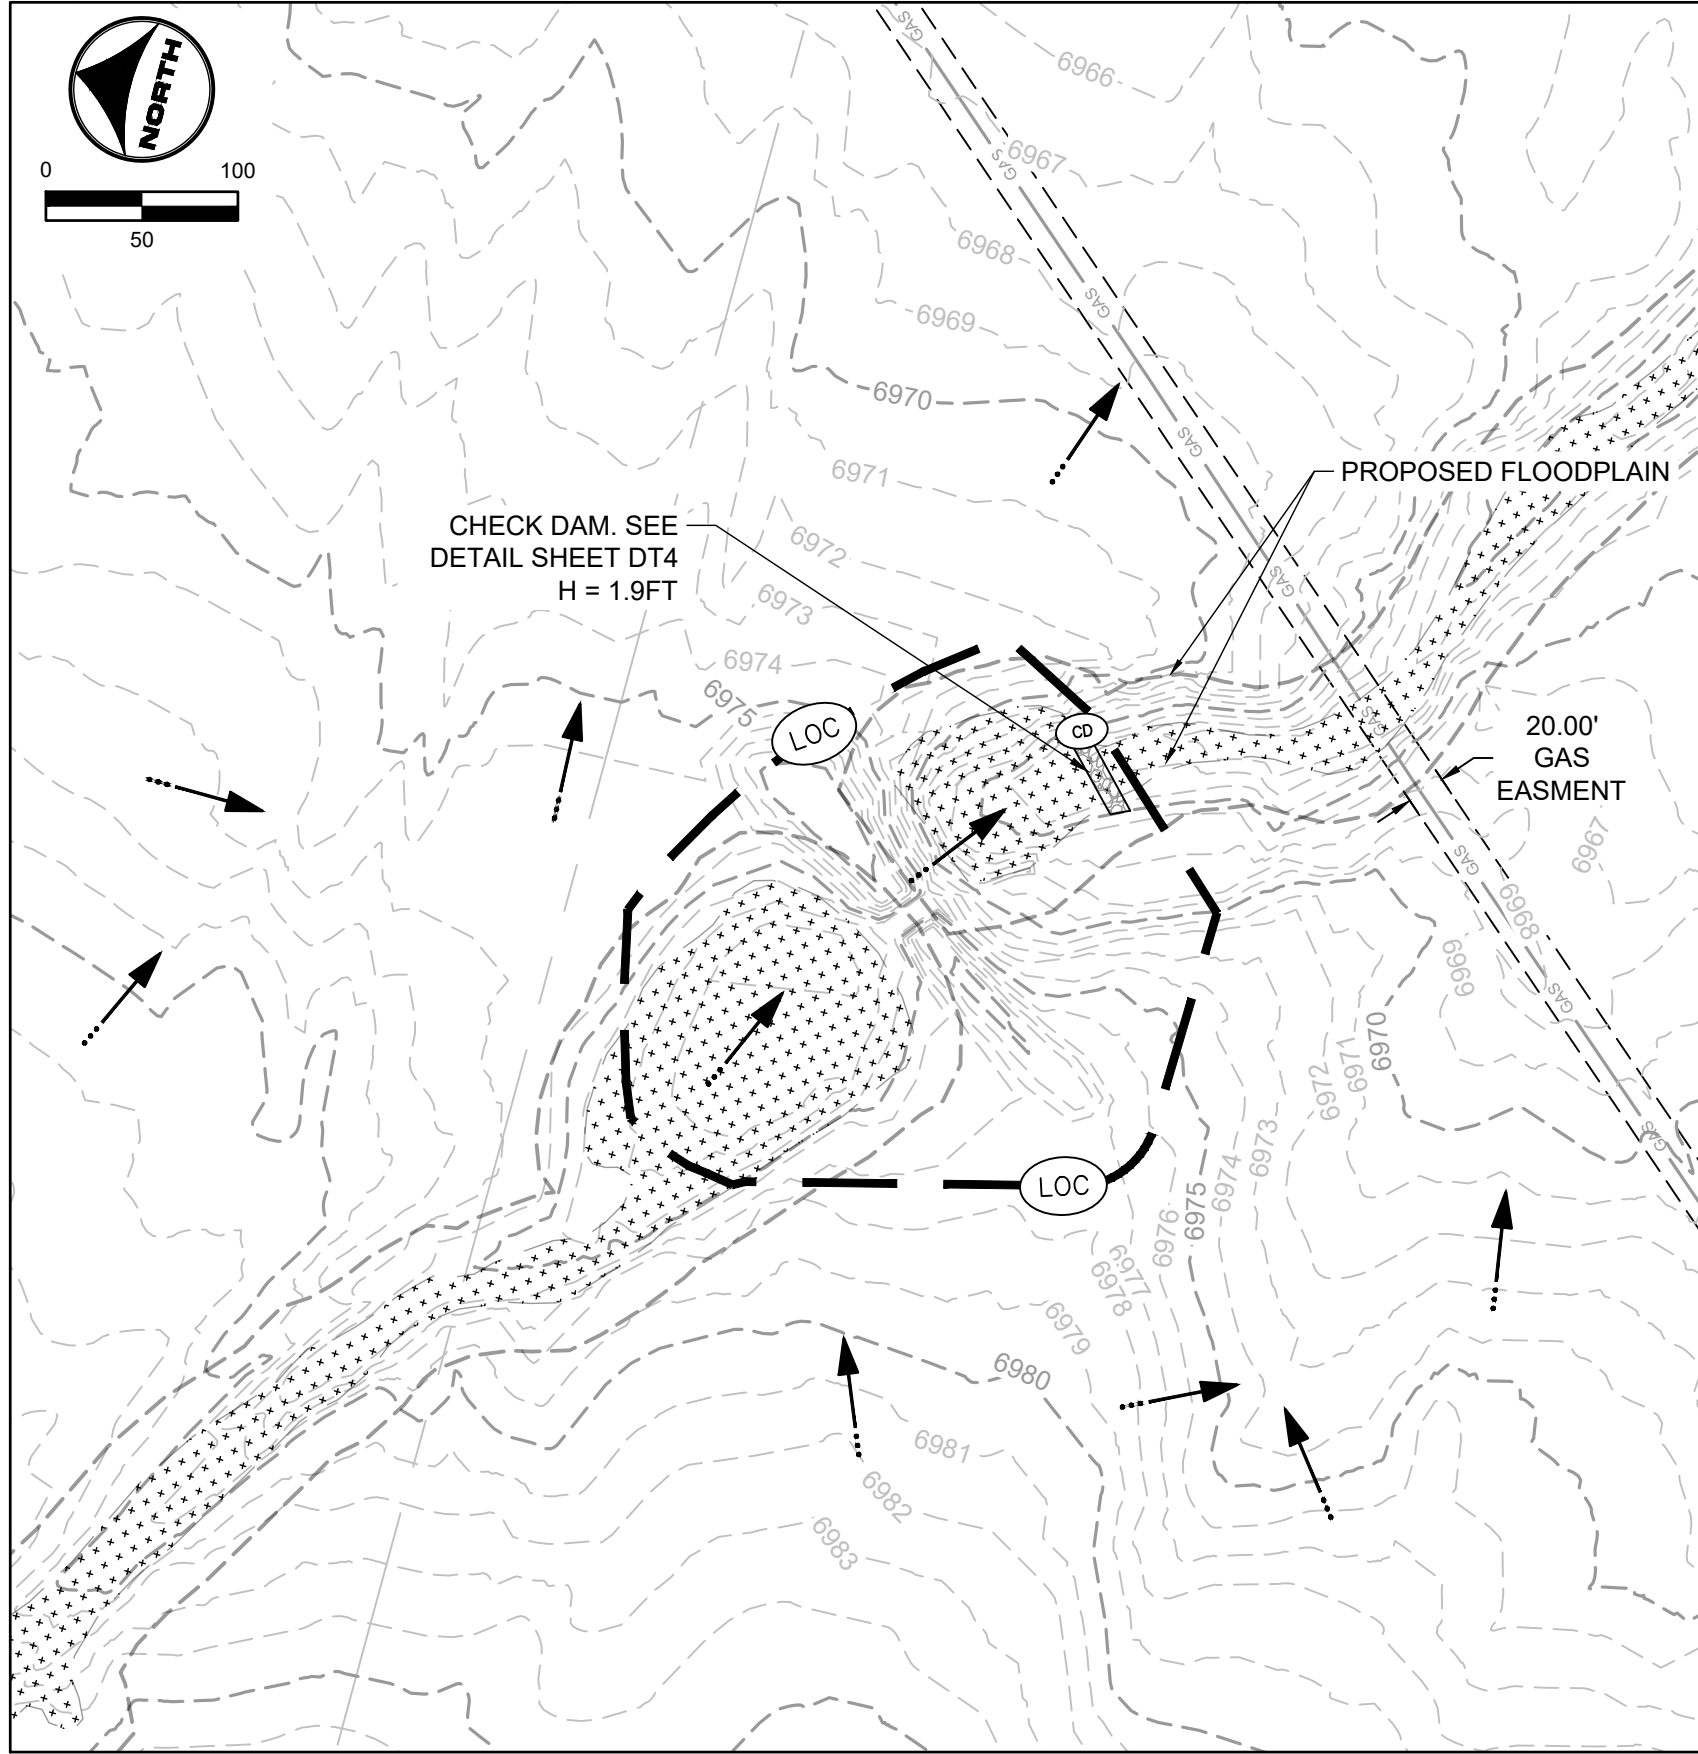 NORTH
0 100
50
GAS
6966
GAS
6967
6968
GAS
6969
6970
GAS
6971
PROPOSED FLOODPLAIN
CHECK DAM. SEE
DETAIL SHEET DT4
H = 1.9FT
6972
GAS
6973
6974
6975
LOC
CD
GAS
20.00'
GAS
EASMENT
6967
GAS
6968
6969
GAS
6970
6971
6972
6973
GAS
LOC
6974
6975
6976
6977
6978
6979
6980
6981
6982
6983